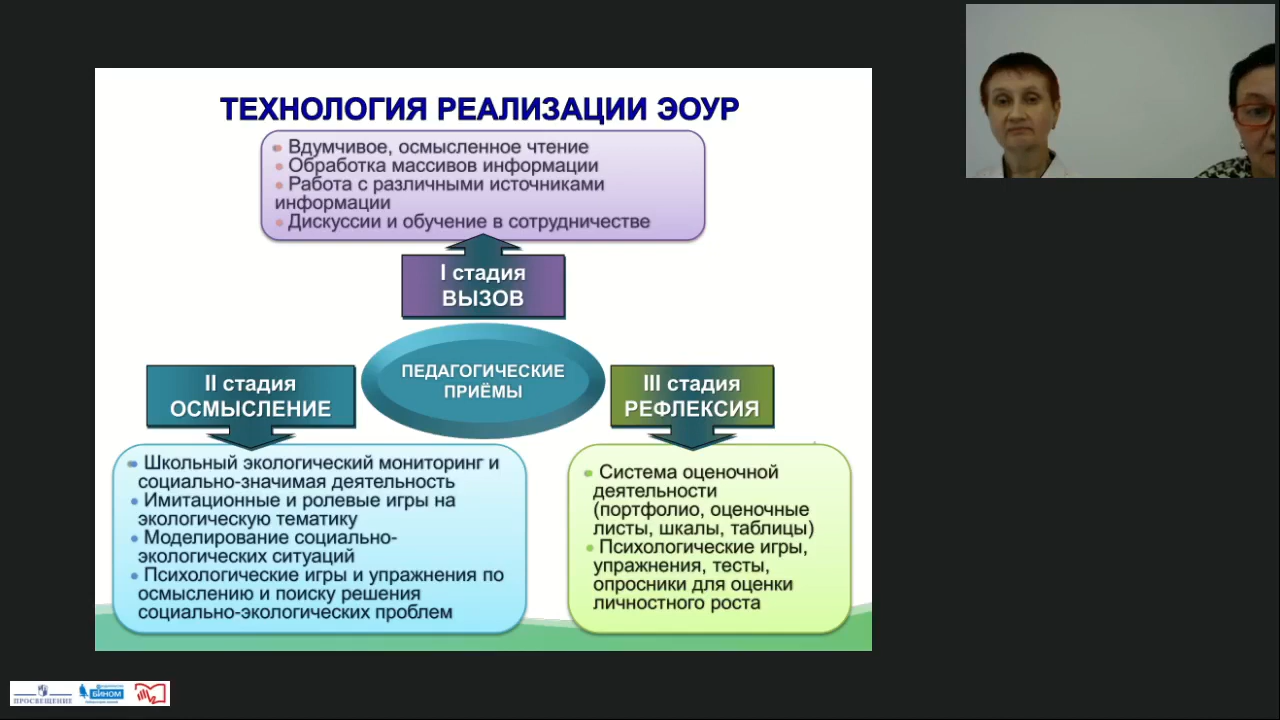 ТЕХНОЛОГИЯ РЕАЛИЗАЦИИ ЭОУР
• Вдумчивое, осмысленное чтение
• Обработка массивов информации
• Работа с различными источниками
информации
• Дискуссии и обучение в сотрудничестве
I стадия
ВЫЗОВ
ПЕДАГОГИЧЕСКИЕ
ПРИЁМЫ
II стадия
ОСМЫСЛЕНИЕ
III стадия
РЕФЛЕКСИЯ
• Школьный экологический мониторинг и
социально-значимая деятельность
• Имитационные и ролевые игры на
экологическую тематику
• Моделирование социально-
экологических ситуаций
• Психологические игры и упражнения по
осмыслению и поиску решения
социально-экологических проблем
• Система оценочной
деятельности
(портфолио, оценочные
листы, шкалы, таблицы)
• Психологические игры,
упражнения, тесты,
опросники для оценки
личностного роста
ПРОСВЕЩЕНИЕ
БИНОМ